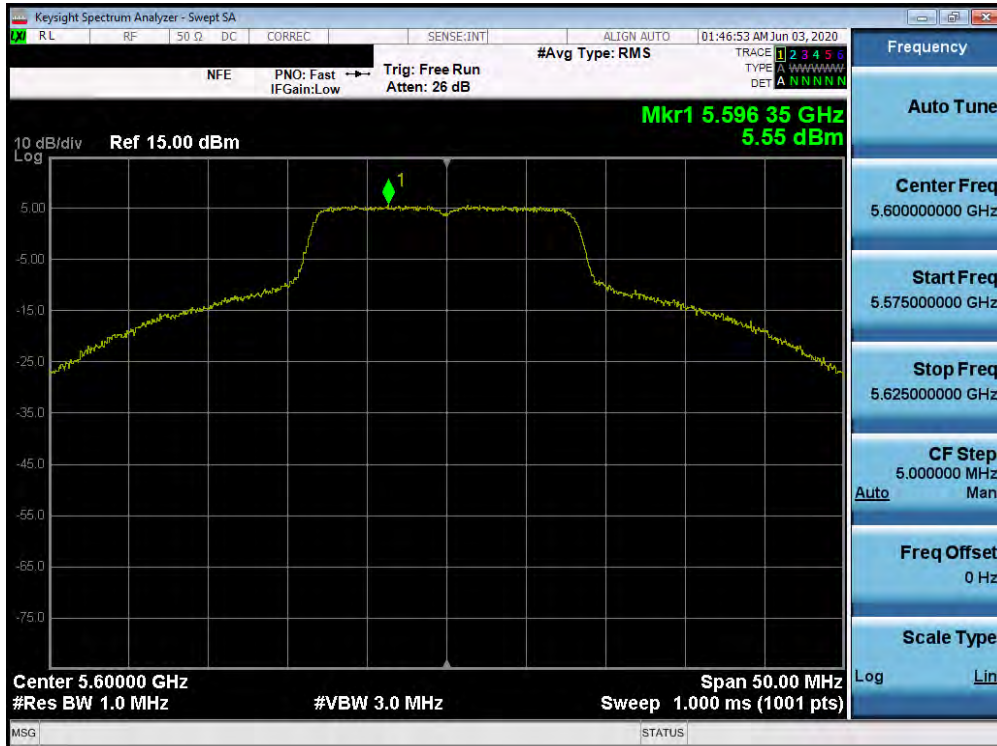 Keysight Spectrum Analyzer - Swept SA
LXI RL RF 50 Ω DC CORREC SENSE:INT ALIGN AUTO 01:46:53 AM Jun 03, 2020
#Avg Type: RMS TRACE 1 2 3 4 5 6
NFE PNO: Fast Trig: Free Run TYPE A WWWWW
IFGain:Low Atten: 26 dB DET A N N N N N
Mkr1 5.596 35 GHz
10 dB/div Ref 15.00 dBm 5.55 dBm
Log
1
5.00
-5.00
-15.0
-25.0
-35.0
-45.0
-55.0
-65.0
-75.0
Center 5.60000 GHz Span 50.00 MHz
#Res BW 1.0 MHz #VBW 3.0 MHz Sweep 1.000 ms (1001 pts)
MSG STATUS
Frequency
Auto Tune
Center Freq
5.600000000 GHz
Start Freq
5.575000000 GHz
Stop Freq
5.625000000 GHz
CF Step
5.000000 MHz
Auto Man
Freq Offset
0 Hz
Scale Type
Log Lin